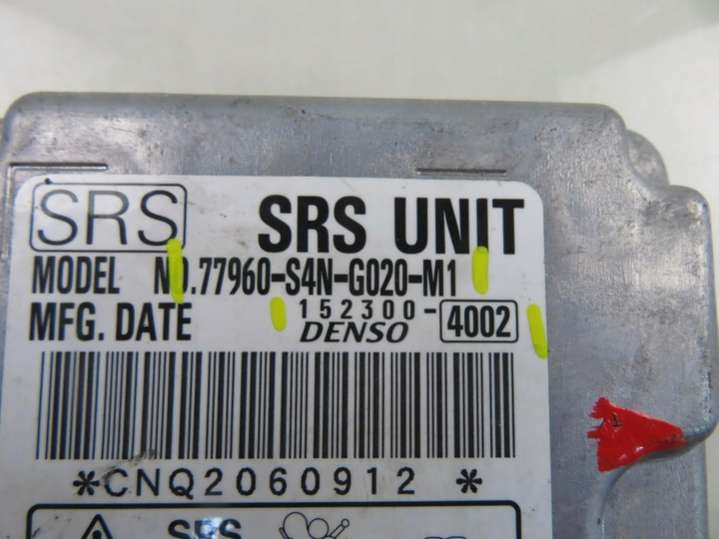 SRS SRS UNIT
MODEL NO.77960-S4N-G020-M1
MFG. DATE 152300-4002
DENSO
*CNQ2060912 *
SRS